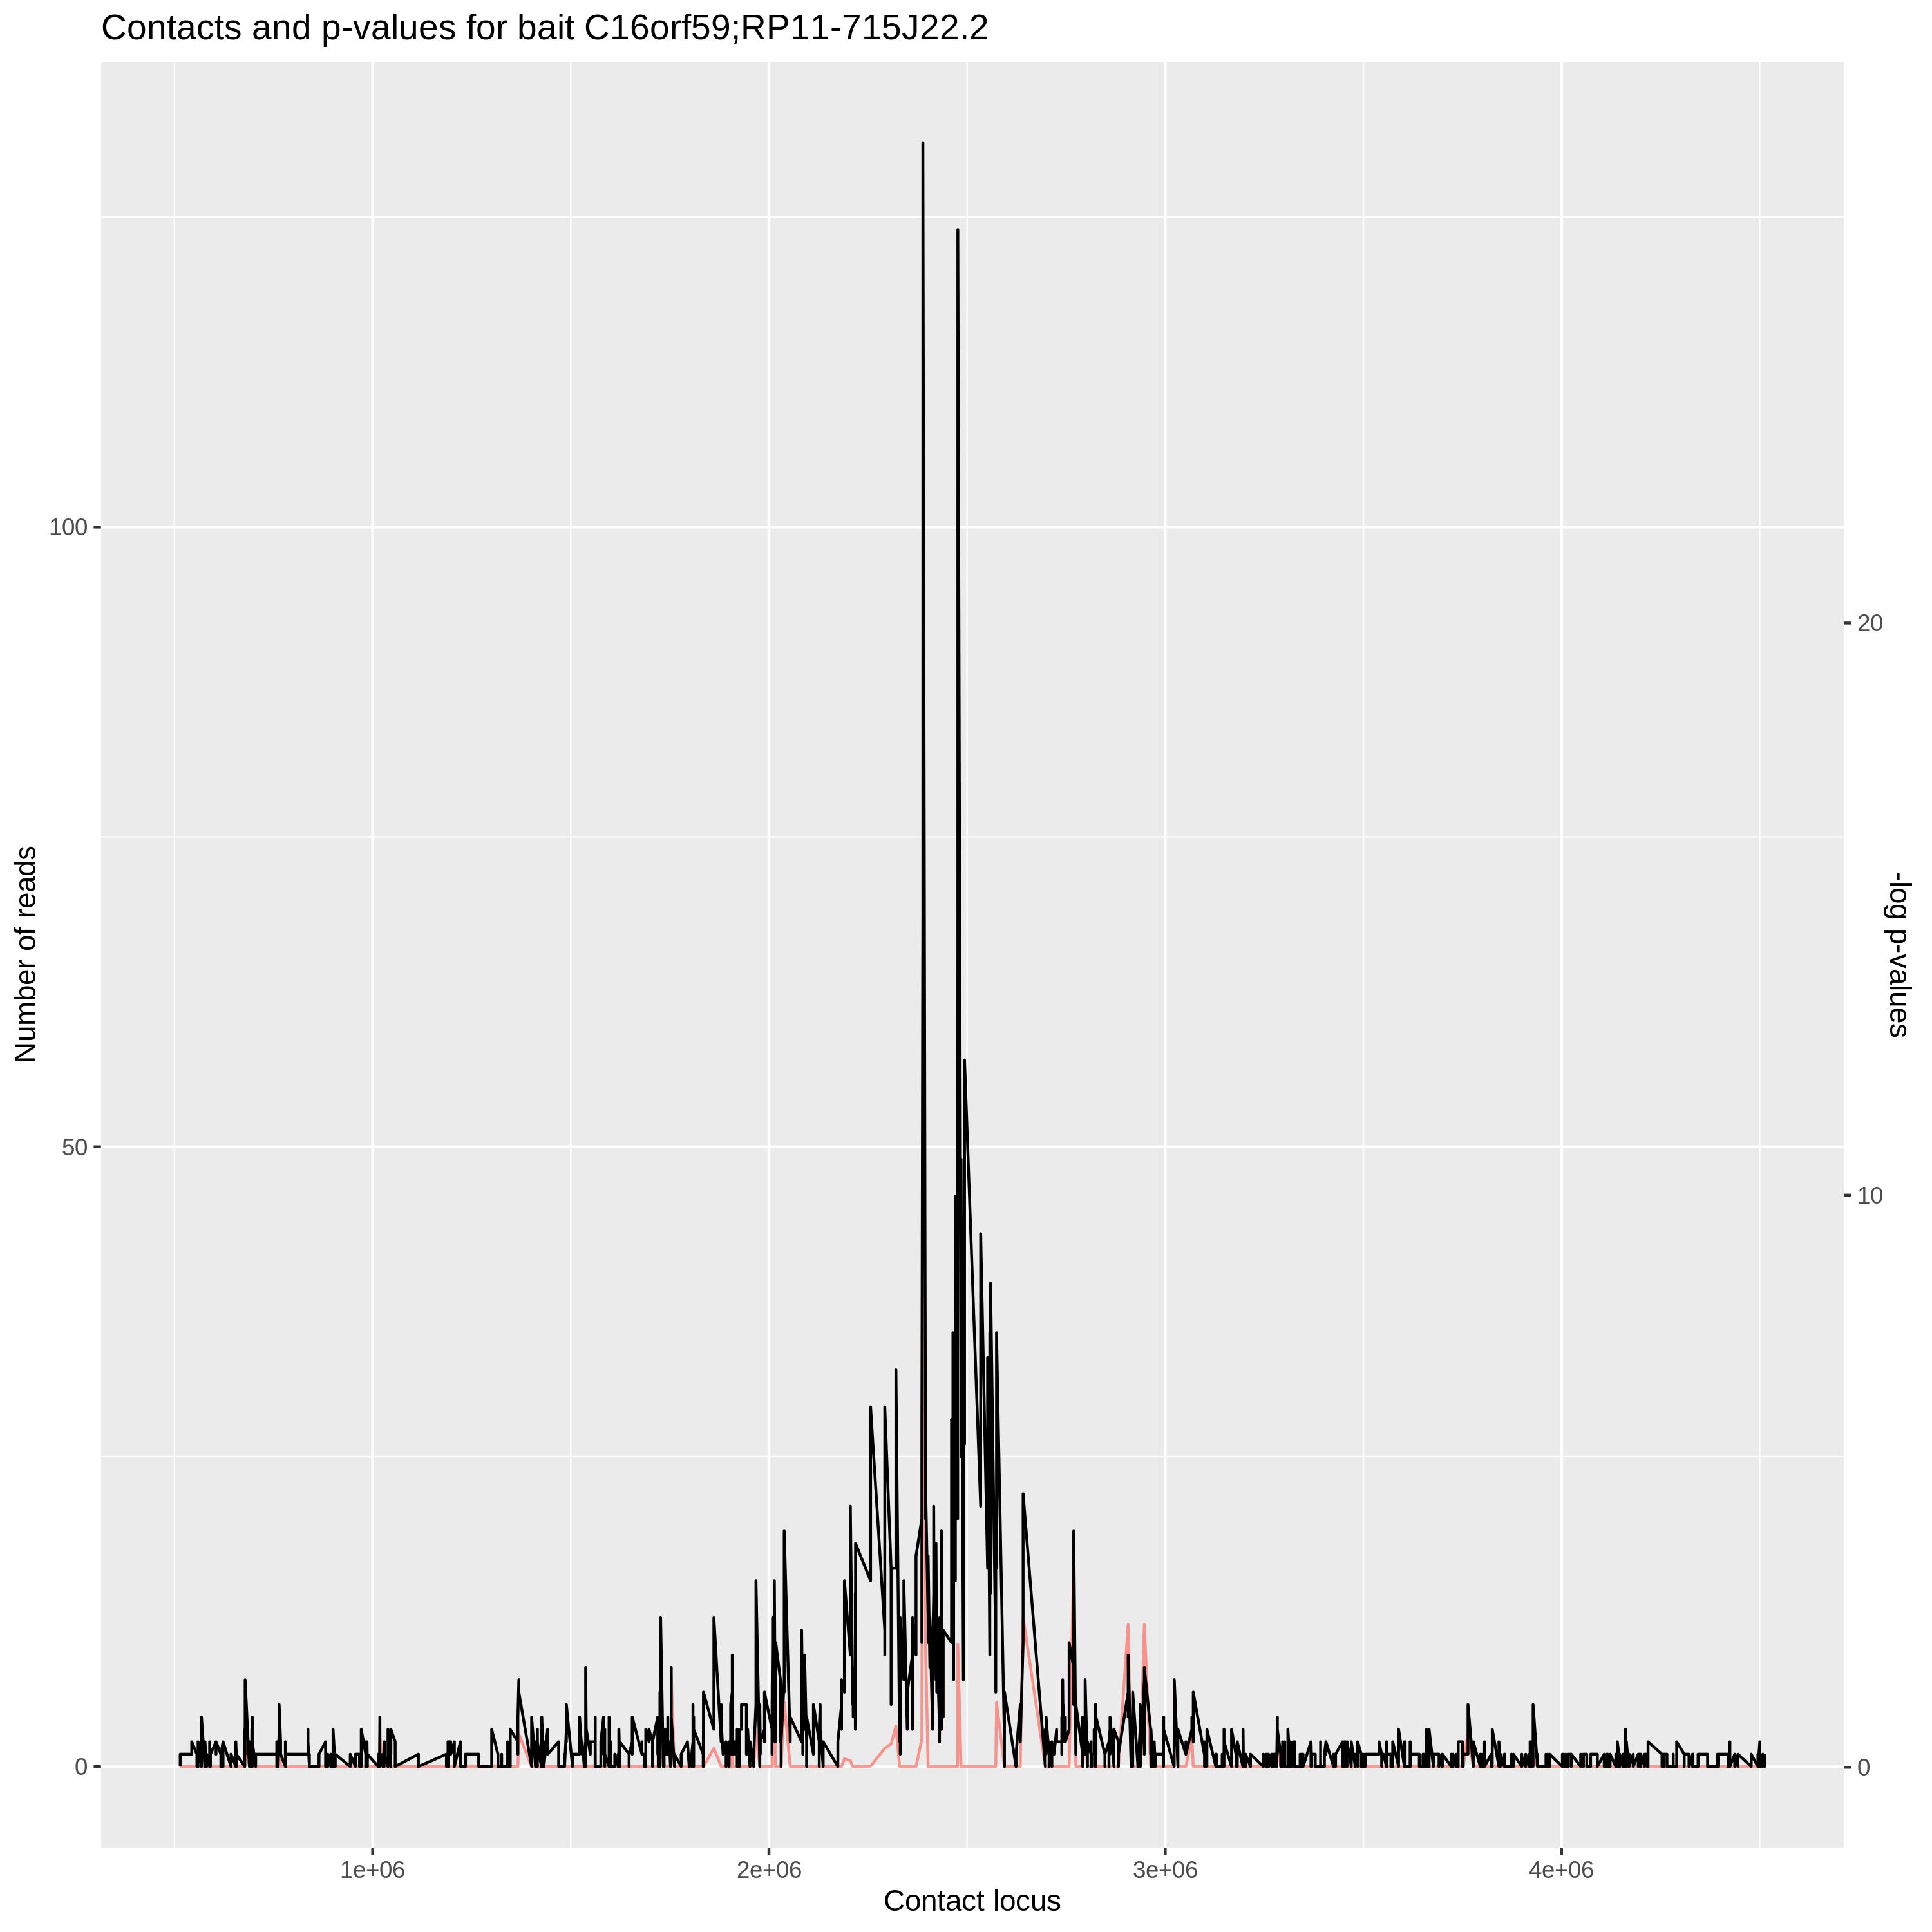 Contacts and p-values for bait C16orf59;RP11-715J22.2
Number of reads
100
50
0
20
10
0
-log p-values
1e+06
2e+06
3e+06
4e+06
Contact locus